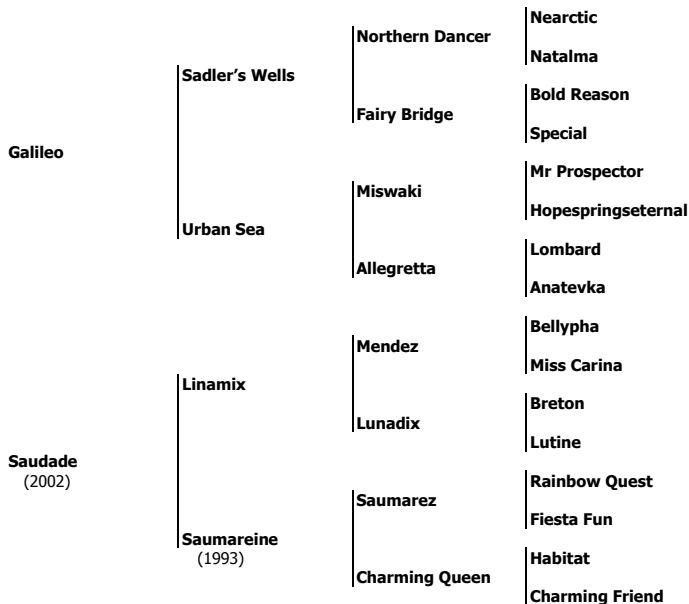 Nearctic
Northern Dancer
Natalma
Sadler's Wells
Bold Reason
Fairy Bridge
Special
Galileo
Mr Prospector
Miswaki
Hopespringseternal
Urban Sea
Lombard
Allegretta
Anatevka
Bellypha
Mendez
Miss Carina
Linamix
Breton
Lunadix
Lutine
Saudade
(2002)
Rainbow Quest
Saumarez
Fiesta Fun
Saumareine
(1993)
Habitat
Charming Queen
Charming Friend